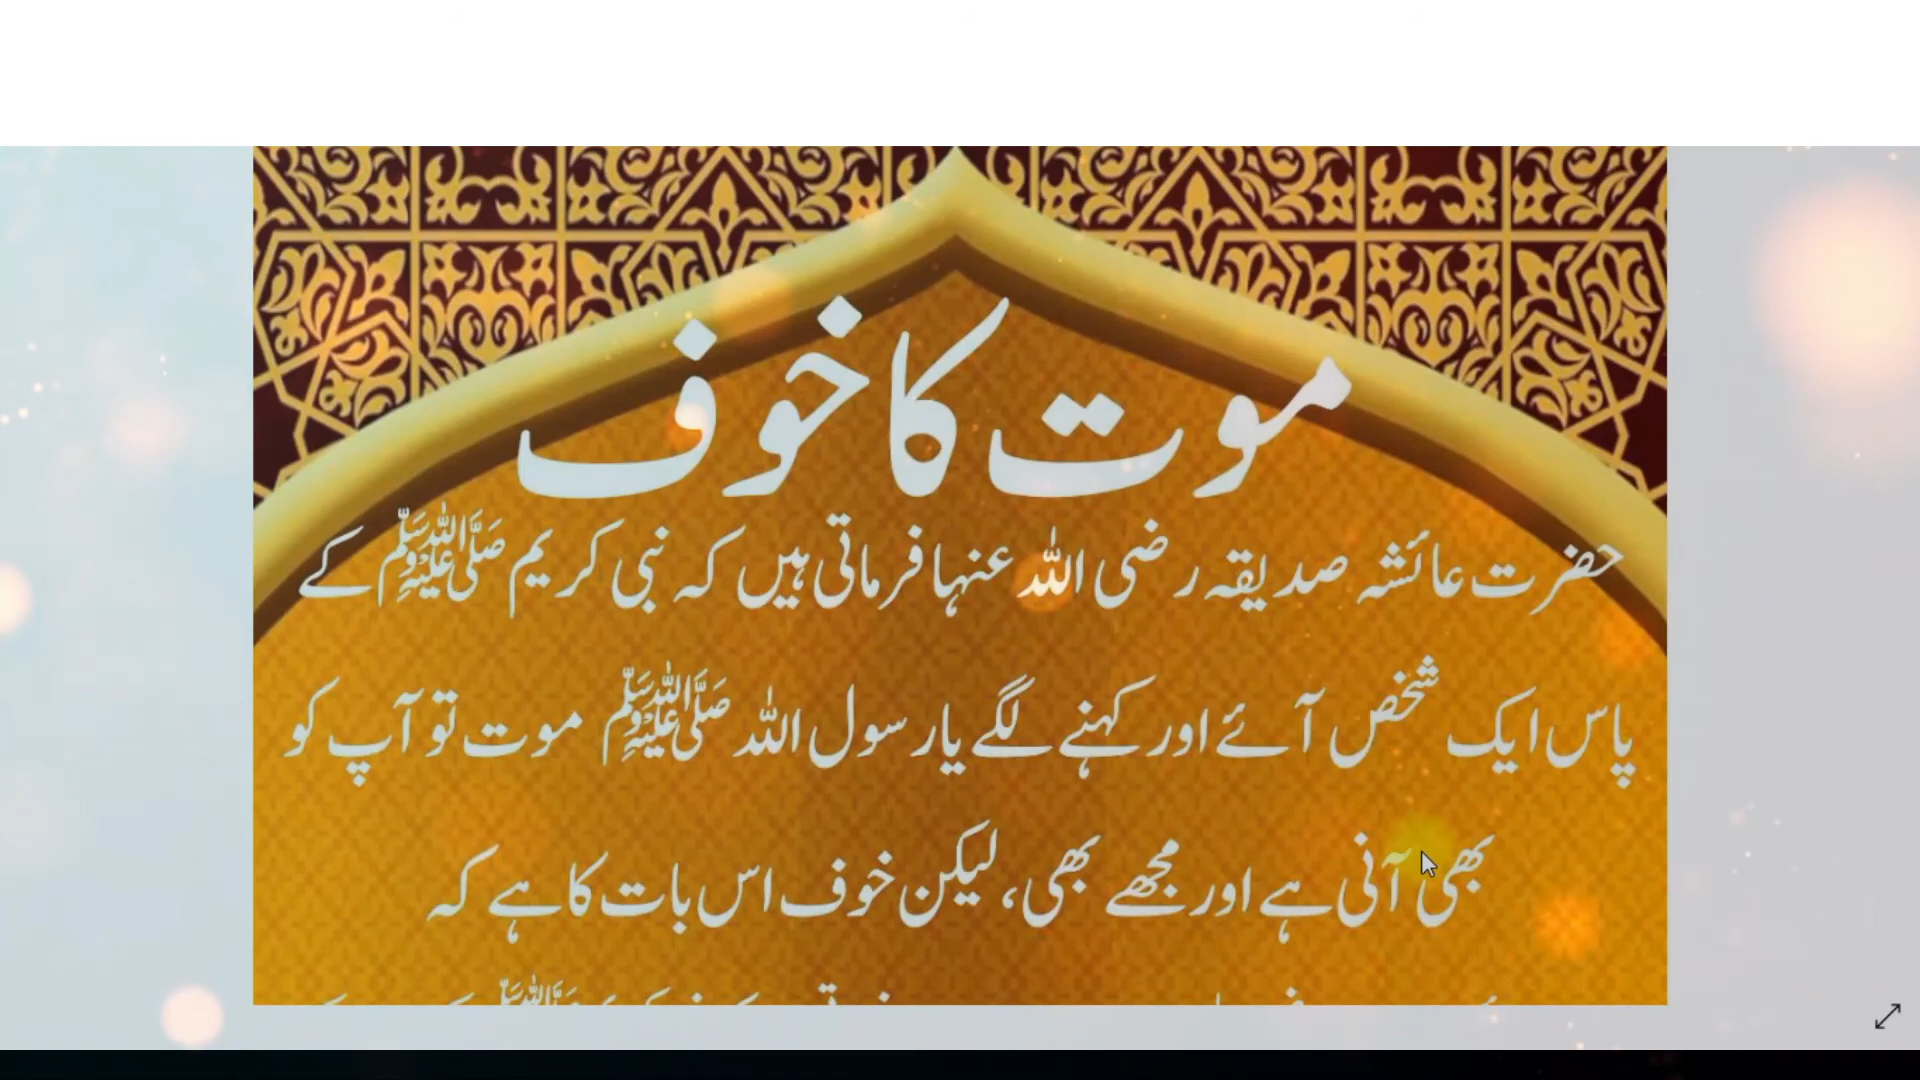 موت کا خوف
حضرت عائشہ صدیقہ رضی اللہ عنہا فرماتی ہیں کہ نبی کریم ﷺ کے
پاس ایک شخص آئے اور کہنے لگے یا رسول اللہ ﷺ موت تو آپ کو
بھی آنی ہے اور مجھے بھی، لیکن خوف اس بات کا ہے کہ